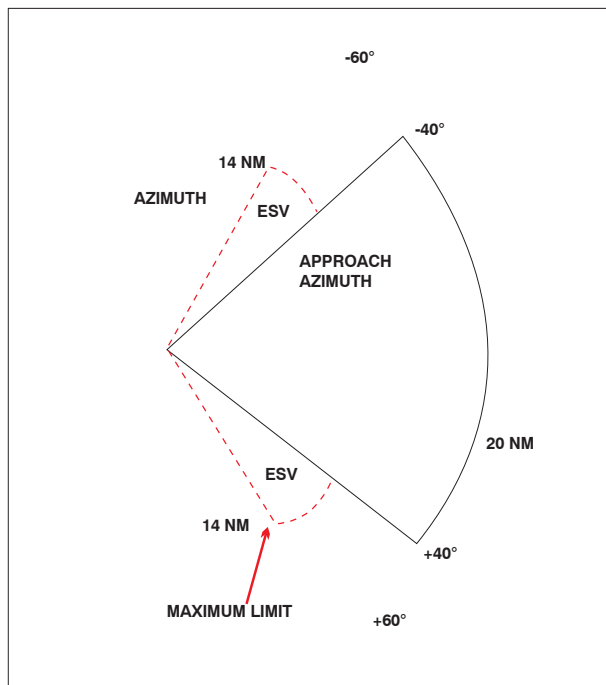 -60°
-40°
14 NM
AZIMUTH
ESV
APPROACH
AZIMUTH
20 NM
ESV
14 NM
+40°
MAXIMUM LIMIT
+60°